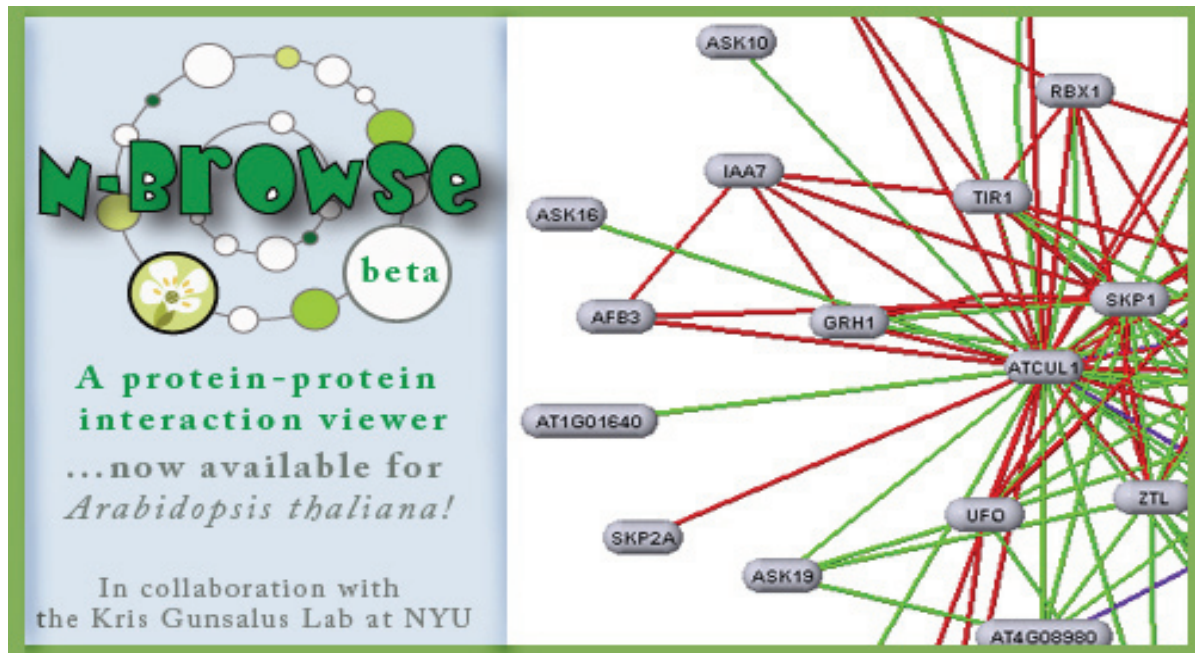 N-Browse
beta
A protein-protein
interaction viewer
...now available for
Arabidopsis thaliana!
In collaboration with
the Kris Gunsalus Lab at NYU
ASK10
RBX1
IAA7
TIR1
ASK16
SKP1
AFB3
GRH1
ATCUL1
AT1G01640
ZTL
UFO
SKP2A
ASK19
AT4G08980